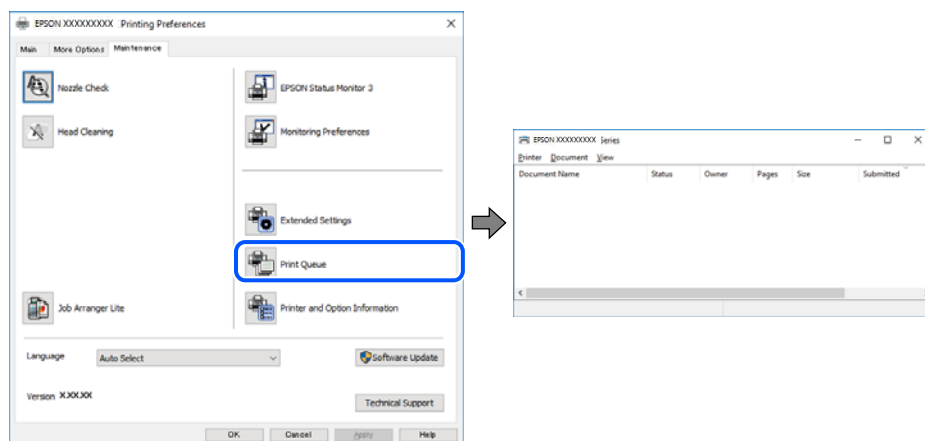 EPSON XXXXXXXXX Printing Preferences
Main More Options Maintenance
Nozzle Check
EPSON Status Monitor 3
Head Cleaning
Monitoring Preferences
Extended Settings
Print Queue
Job Arranger Lite
Printer and Option Information
Language Auto Select Software Update
Version X.XX.XX
Technical Support
OK Cancel Apply Help
EPSON XXXXXXXXX Series
Printer Document View
Document Name Status Owner Pages Size Submitted